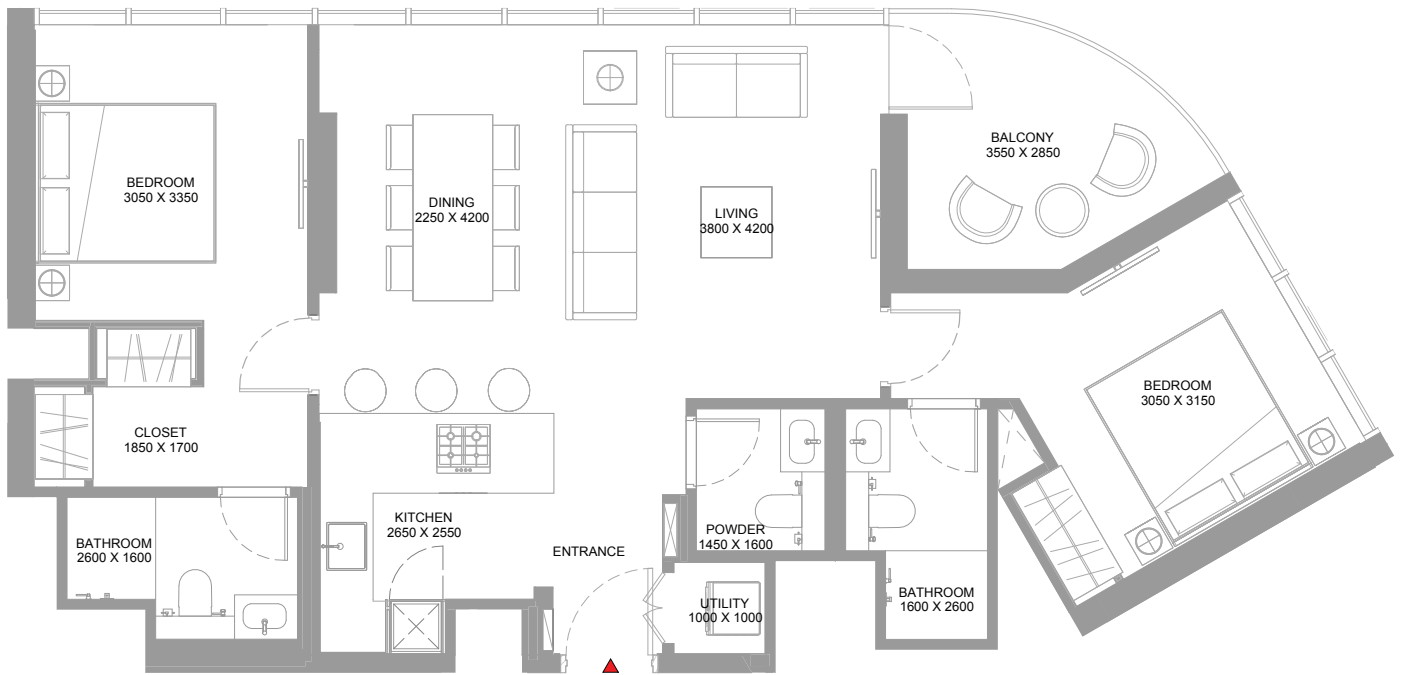 BALCONY
3550 X 2850
BEDROOM
3050 X 3350
DINING
2250 X 4200
LIVING
3800 X 4200
BEDROOM
3050 X 3150
CLOSET
1850 X 1700
KITCHEN
2650 X 2550
POWDER
1450 X 1600
BATHROOM
2600 X 1600
ENTRANCE
BATHROOM
1600 X 2600
UTILITY
1000 X 1000